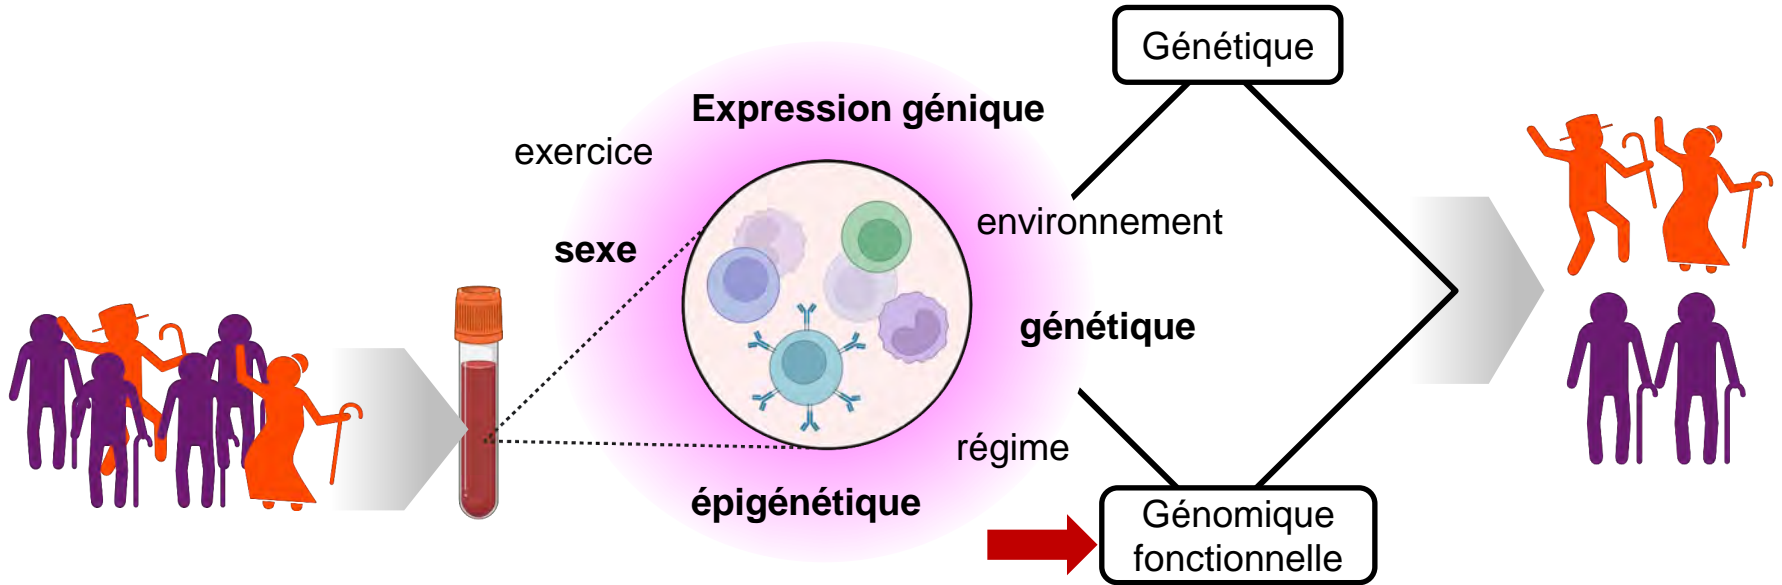 Génétique
Expression génique
exercice
environnement
sexe
génétique
régime
épigénétique
Génomique
fonctionnelle